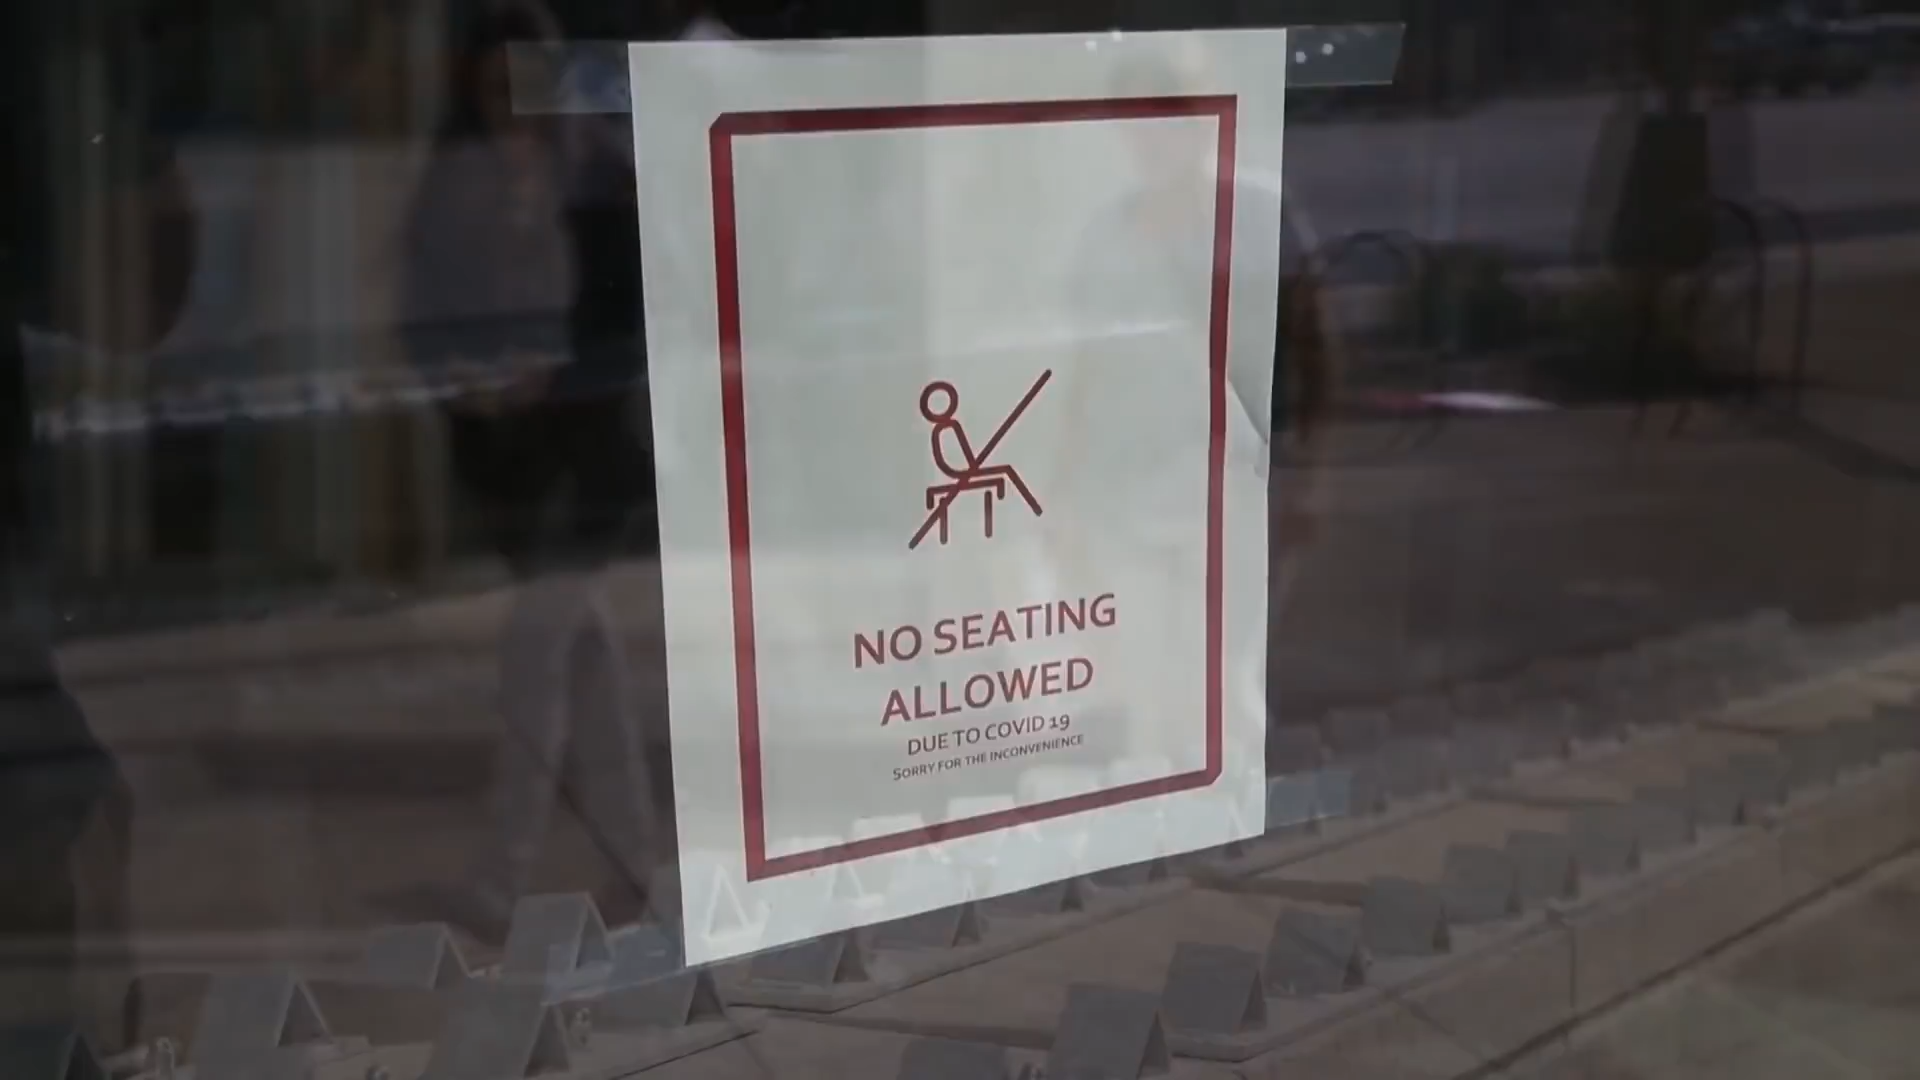 NO SEATING
ALLOWED
DUE TO COVID 19
SORRY FOR THE INCONVENIENCE